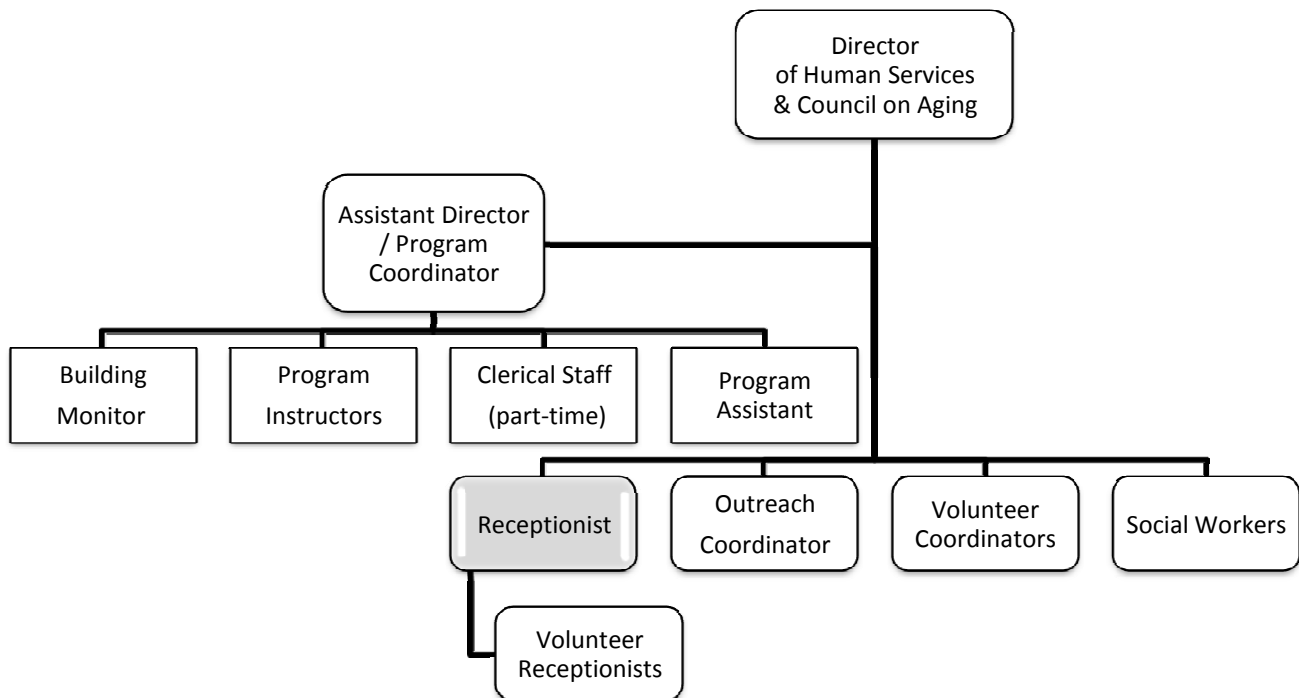 Director
of Human Services
& Council on Aging
Assistant Director
/ Program
Coordinator
Building
Monitor
Program
Instructors
Clerical Staff
(part-time)
Program
Assistant
Receptionist
Outreach
Coordinator
Volunteer
Coordinators
Social Workers
Volunteer
Receptionists